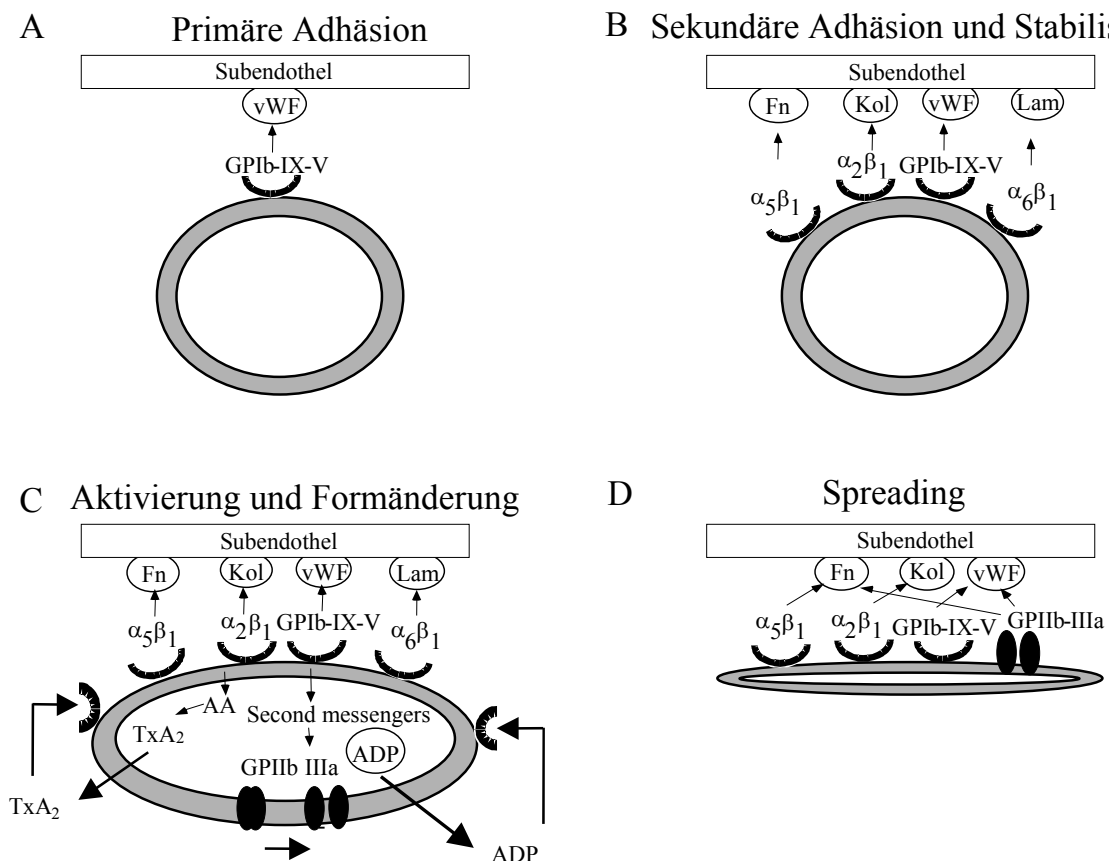 A
Primäre Adhäsion
Subendothel
vWF
GPIb-IX-V
B
Sekundäre Adhäsion und Stabilis
Subendothel
Fn
Kol
vWF
Lam
α5β1
α2β1
GPIb-IX-V
α6β1
C
Aktivierung und Formänderung
Subendothel
Fn
Kol
vWF
Lam
α5β1
α2β1
GPIb-IX-V
α6β1
AA
Second messengers
TxA2
ADP
GPIIb IIIa
TxA2
ADP
D
Spreading
Subendothel
Fn
Kol
vWF
α5β1
α2β1
GPIb-IX-V
GPIIb-IIIa